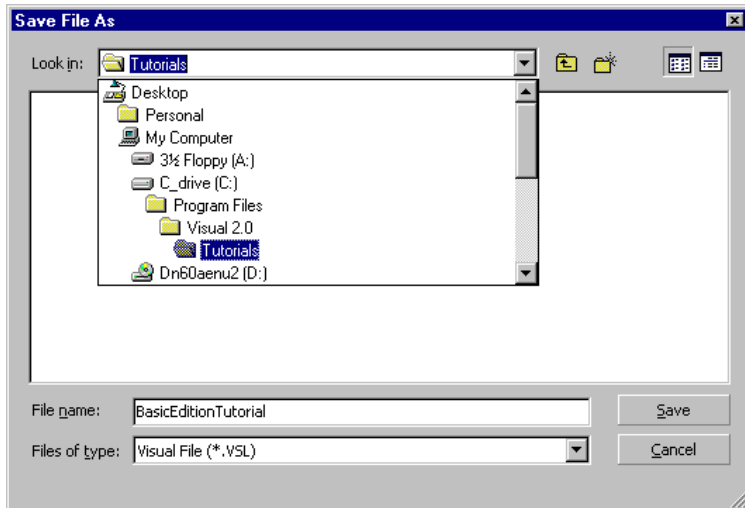 Save File As
Look in: Tutorials
Desktop
Personal
My Computer
3½ Floppy (A:)
C_drive (C:)
Program Files
Visual 2.0
Tutorials
Dn60aenu2 (D:)
File name: BasicEditionTutorial Save
Files of type: Visual File (*.VSL) Cancel